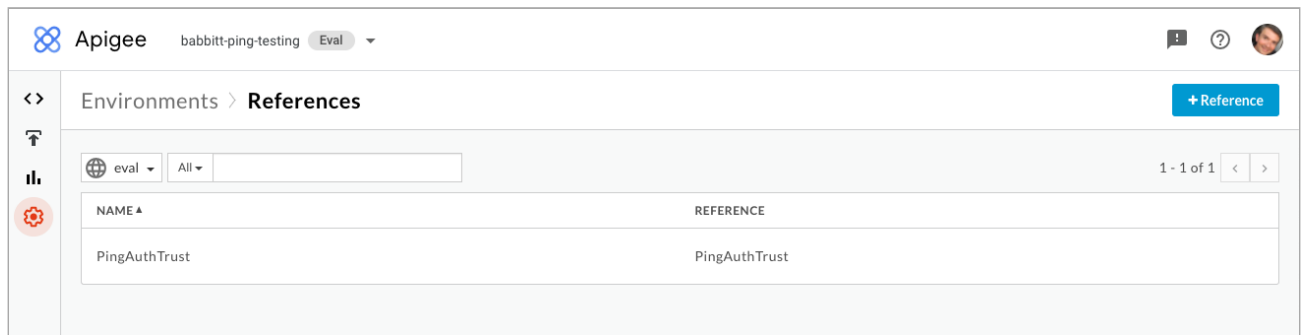 Apigee babbitt-ping-testing Eval
Environments > References + Reference
eval All 1 - 1 of 1 < >
NAME REFERENCE
PingAuthTrust PingAuthTrust